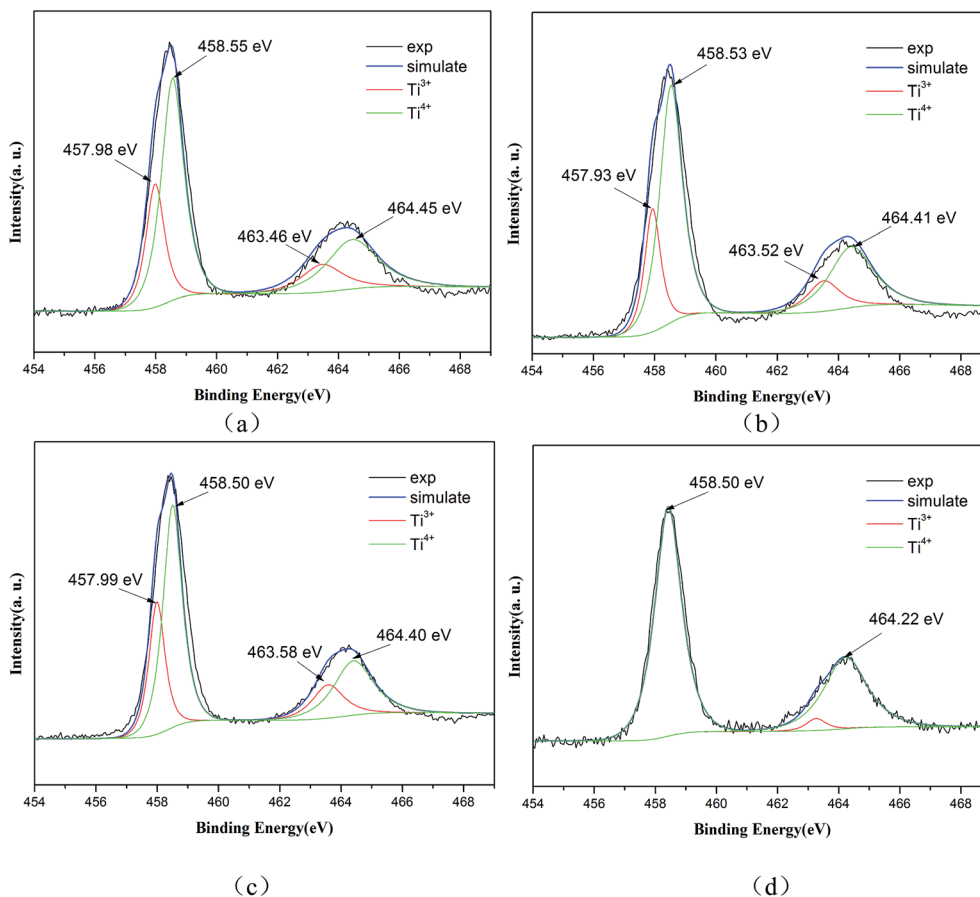 458.55 eV
exp
simulate
Ti³⁺
Ti⁴⁺
457.98 eV
464.45 eV
463.46 eV
Intensity(a. u.)
454 456 458 460 462 464 466 468
Binding Energy(eV)
（a）
458.53 eV
exp
simulate
Ti³⁺
Ti⁴⁺
457.93 eV
464.41 eV
463.52 eV
Intensity(a. u.)
454 456 458 460 462 464 466 468
Binding Energy(eV)
（b）
458.50 eV
exp
simulate
Ti³⁺
Ti⁴⁺
457.99 eV
464.40 eV
463.58 eV
Intensity(a. u.)
454 456 458 460 462 464 466 468
Binding Energy(eV)
（c）
458.50 eV
exp
simulate
Ti³⁺
Ti⁴⁺
464.22 eV
Intensity(a. u.)
454 456 458 460 462 464 466 468
Binding Energy(eV)
（d）